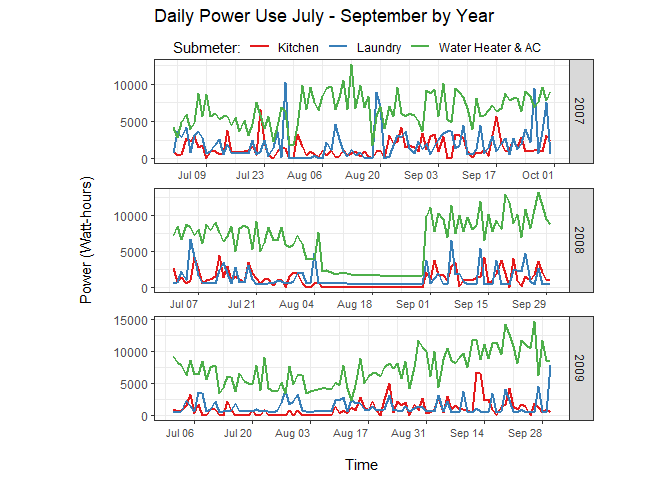 Daily Power Use July - September by Year
Submeter: Kitchen Laundry Water Heater & AC
Power (Watt-hours)
10000
5000
0
2007
Jul 09 Jul 23 Aug 06 Aug 20 Sep 03 Sep 17 Oct 01
10000
5000
0
2008
Jul 07 Jul 21 Aug 04 Aug 18 Sep 01 Sep 15 Sep 29
15000
10000
5000
0
2009
Jul 06 Jul 20 Aug 03 Aug 17 Aug 31 Sep 14 Sep 28
Time